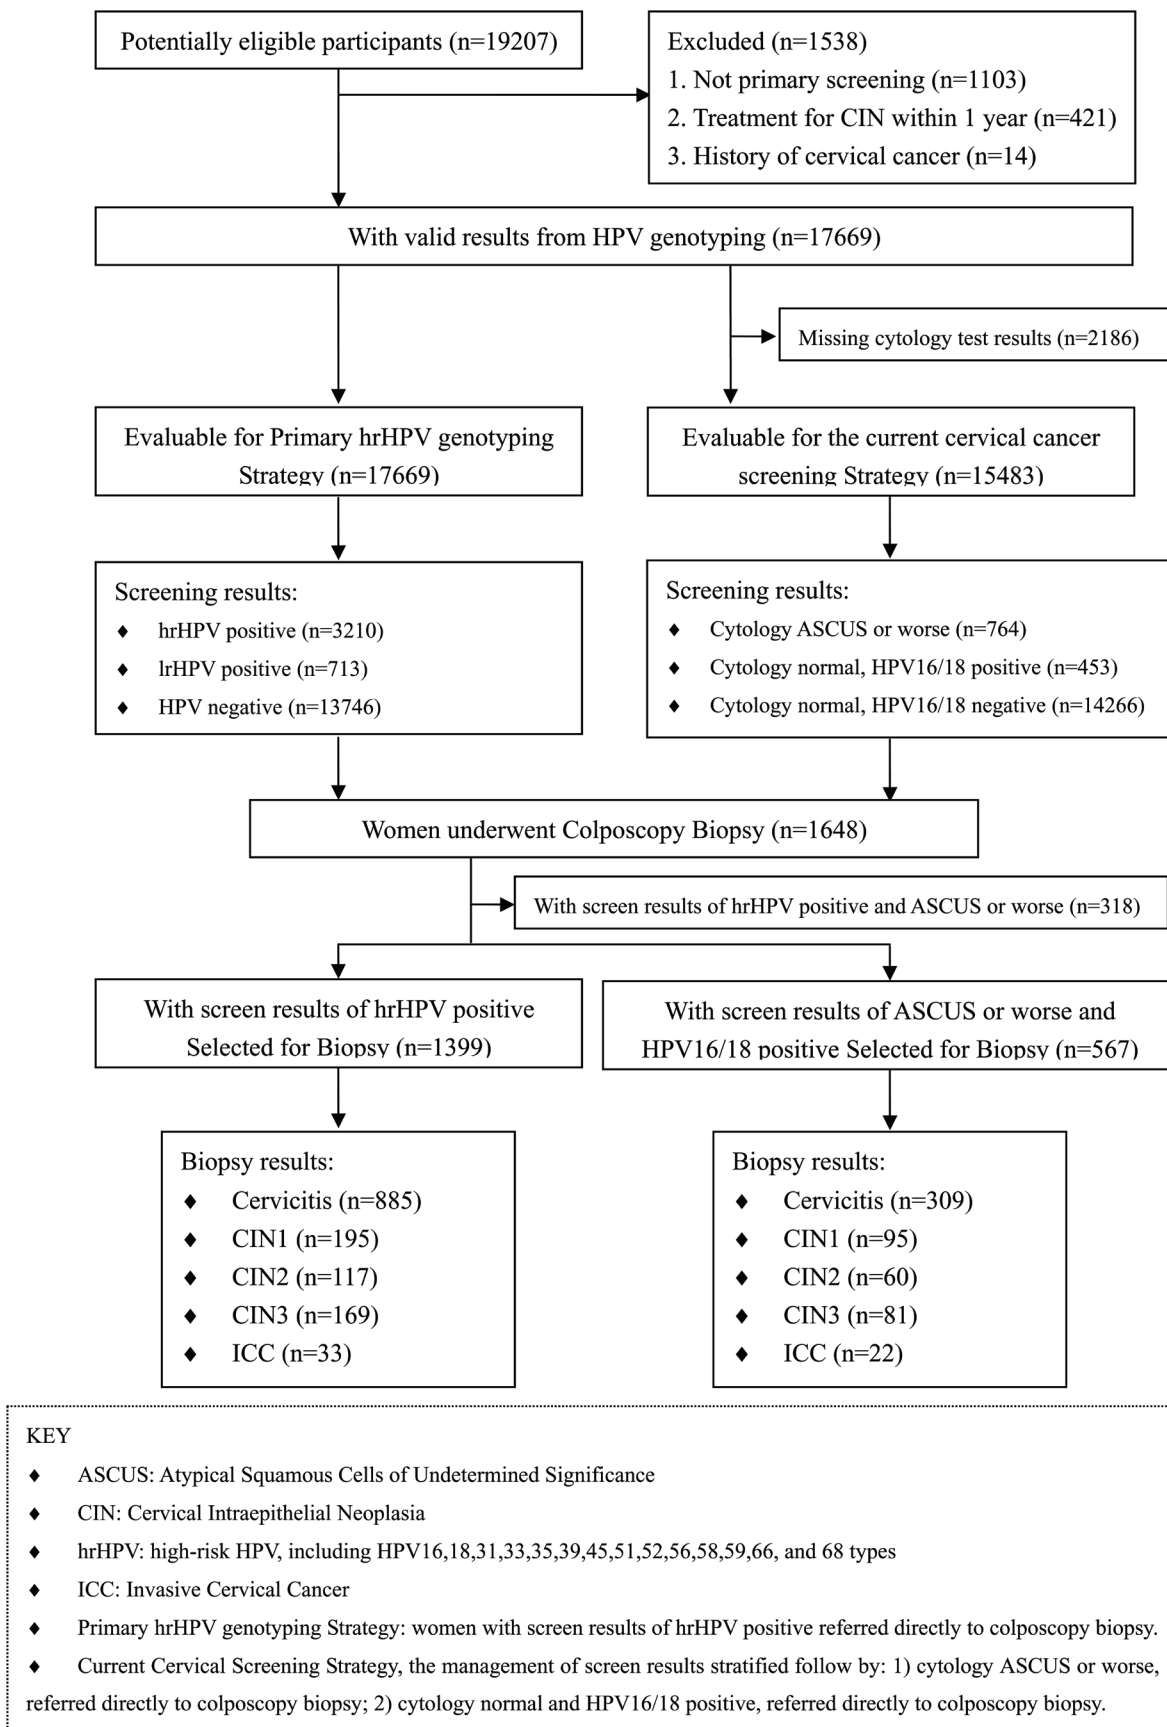 Potentially eligible participants (n=19207)
Excluded (n=1538)
1. Not primary screening (n=1103)
2. Treatment for CIN within 1 year (n=421)
3. History of cervical cancer (n=14)
With valid results from HPV genotyping (n=17669)
Missing cytology test results (n=2186)
Evaluable for Primary hrHPV genotyping
Strategy (n=17669)
Evaluable for the current cervical cancer
screening Strategy (n=15483)
Screening results:
♦ hrHPV positive (n=3210)
♦ lrHPV positive (n=713)
♦ HPV negative (n=13746)
Screening results:
♦ Cytology ASCUS or worse (n=764)
♦ Cytology normal, HPV16/18 positive (n=453)
♦ Cytology normal, HPV16/18 negative (n=14266)
Women underwent Colposcopy Biopsy (n=1648)
With screen results of hrHPV positive and ASCUS or worse (n=318)
With screen results of hrHPV positive
Selected for Biopsy (n=1399)
With screen results of ASCUS or worse and
HPV16/18 positive Selected for Biopsy (n=567)
Biopsy results:
♦ Cervicitis (n=885)
♦ CIN1 (n=195)
♦ CIN2 (n=117)
♦ CIN3 (n=169)
♦ ICC (n=33)
Biopsy results:
♦ Cervicitis (n=309)
♦ CIN1 (n=95)
♦ CIN2 (n=60)
♦ CIN3 (n=81)
♦ ICC (n=22)
KEY
♦ ASCUS: Atypical Squamous Cells of Undetermined Significance
♦ CIN: Cervical Intraepithelial Neoplasia
♦ hrHPV: high-risk HPV, including HPV16,18,31,33,35,39,45,51,52,56,58,59,66, and 68 types
♦ ICC: Invasive Cervical Cancer
♦ Primary hrHPV genotyping Strategy: women with screen results of hrHPV positive referred directly to colposcopy biopsy.
♦ Current Cervical Screening Strategy, the management of screen results stratified follow by: 1) cytology ASCUS or worse,
referred directly to colposcopy biopsy; 2) cytology normal and HPV16/18 positive, referred directly to colposcopy biopsy.